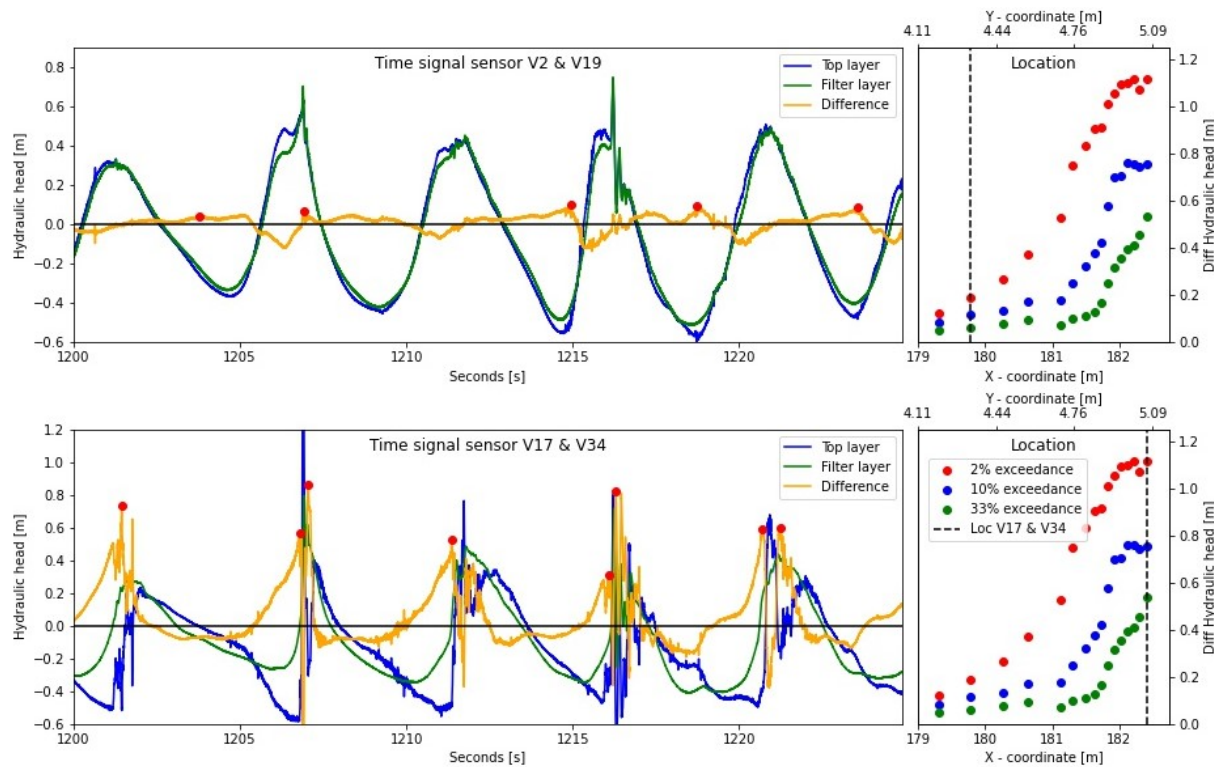 Y - coordinate [m]
4.11 4.44 4.76 5.09
Time signal sensor V2 & V19
Top layer
Filter layer
Difference
Location
Hydraulic head [m]
0.8
0.6
0.4
0.2
0.0
−0.2
−0.4
−0.6
1200 1205 1210 1215 1220
Seconds [s]
1.2
1.0
0.8
0.6
0.4
0.2
0.0
Diff Hydraulic head [m]
179 180 181 182
X - coordinate [m]
Y - coordinate [m]
4.11 4.44 4.76 5.09
Time signal sensor V17 & V34
Top layer
Filter layer
Difference
Location
2% exceedance
10% exceedance
33% exceedance
Loc V17 & V34
Hydraulic head [m]
1.2
1.0
0.8
0.6
0.4
0.2
0.0
−0.2
−0.4
−0.6
1200 1205 1210 1215 1220
Seconds [s]
1.2
1.0
0.8
0.6
0.4
0.2
0.0
Diff Hydraulic head [m]
179 180 181 182
X - coordinate [m]